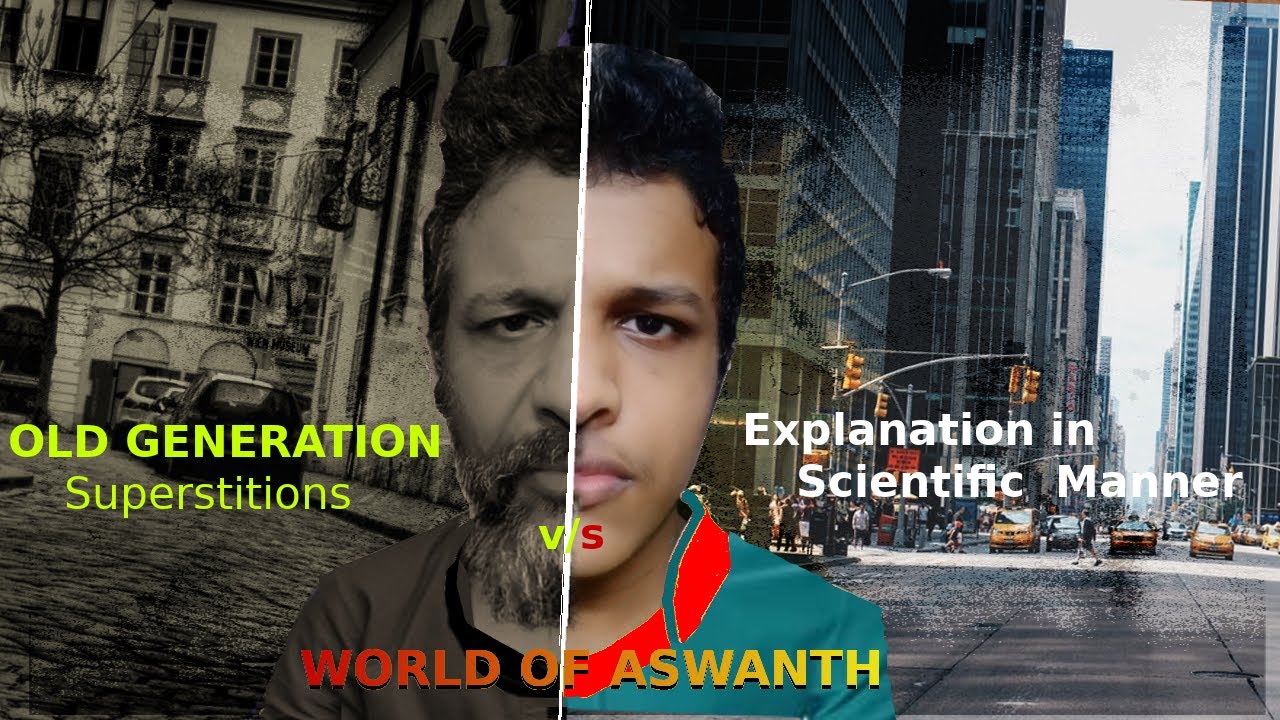 OLD GENERATION
Superstitions
v/s
Explanation in
Scientific Manner
WORLD OF ASWANTH